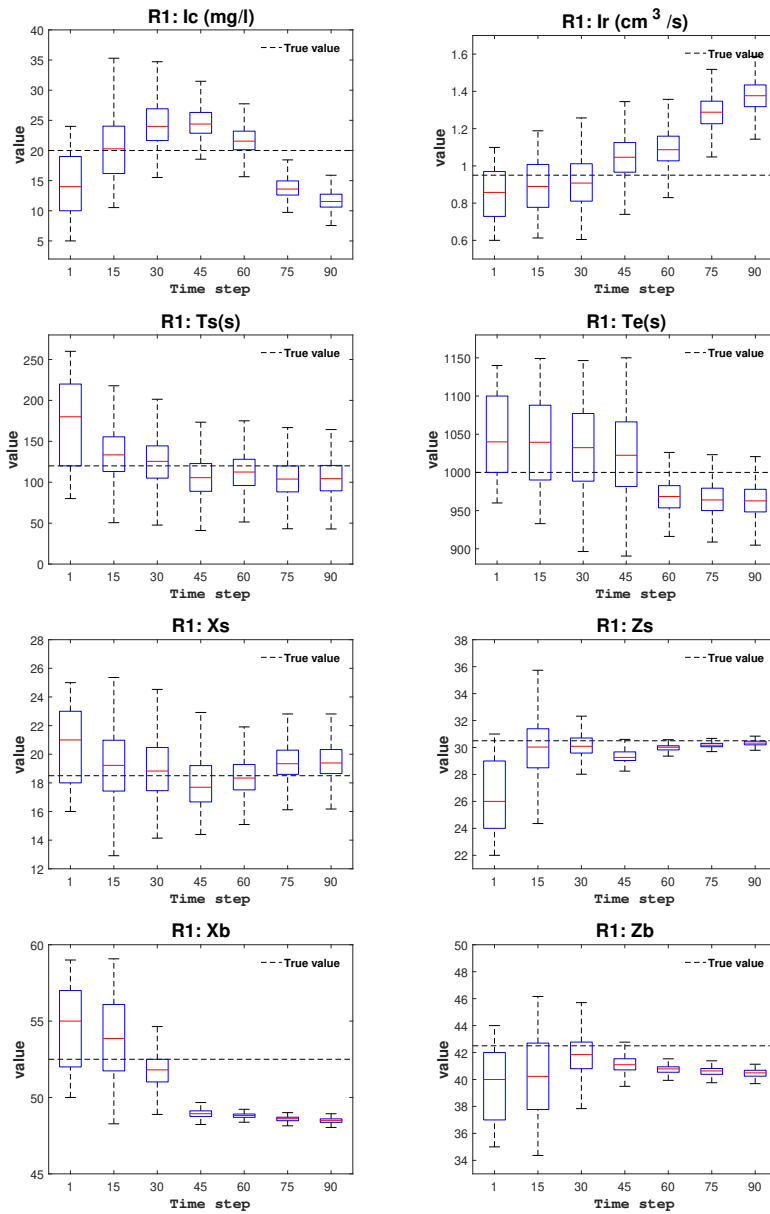 R1: Ic (mg/l)
True value
value
40
35
30
25
20
15
10
5
1 15 30 45 60 75 90
Time step
R1: Ir (cm 3 /s)
True value
value
1.6
1.4
1.2
1
0.8
0.6
1 15 30 45 60 75 90
Time step
R1: Ts(s)
True value
value
250
200
150
100
50
0
1 15 30 45 60 75 90
Time step
R1: Te(s)
True value
value
1150
1100
1050
1000
950
900
1 15 30 45 60 75 90
Time step
R1: Xs
True value
value
28
26
24
22
20
18
16
14
12
1 15 30 45 60 75 90
Time step
R1: Zs
True value
value
38
36
34
32
30
28
26
24
22
1 15 30 45 60 75 90
Time step
R1: Xb
True value
value
60
55
50
45
1 15 30 45 60 75 90
Time step
R1: Zb
True value
value
50
48
46
44
42
40
38
36
34
1 15 30 45 60 75 90
Time step